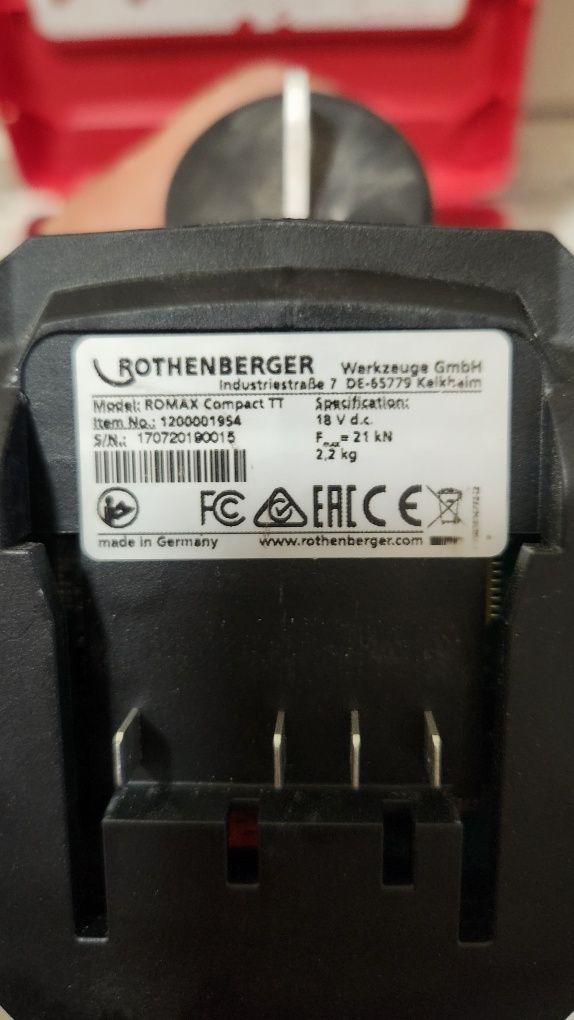 ROTHENBERGER Werkzeuge GmbH
Industriestraße 7 DE-65779 Kelkheim
Model: ROMAX Compact TT
Item No.: 1200001954
S/N.: 170720190015
Specification:
18 V d.c.
Fmax = 21 kN
2,2 kg
FC EAC CE
made in Germany www.rothenberger.com